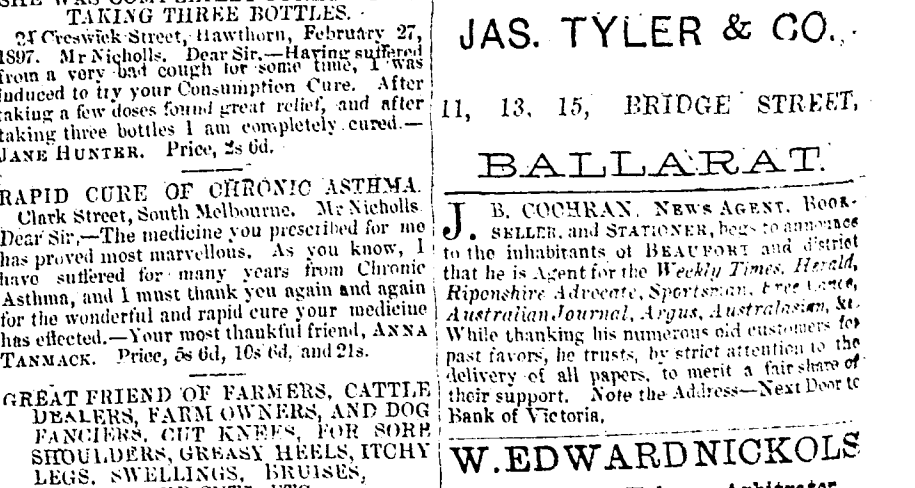 TAKING THREE BOTTLES.
21 Creswick Street, Hawthorn, February 27,
1897. Mr Nicholls. Dear Sir,—Having suffered
from a very bad cough for some time, I was
induced to try your Consumption Cure. After
taking a few doses found great relief, and after
taking three bottles I am completely cured.—
JANE HUNTER. Price, 2s 6d.
RAPID CURE OF CHRONIC ASTHMA.
Clark Street, South Melbourne. Mr Nicholls
Dear Sir,—The medicine you prescribed for me
has proved most marvellous. As you know, I
have suffered for many years from Chronic
Asthma, and I must thank you again and again
for the wonderful and rapid cure your medicine
has effected.—Your most thankful friend, ANNA
TANMACK. Price, 5s 6d, 10s 6d, and 21s.
GREAT FRIEND OF FARMERS, CATTLE
DEALERS, FARM OWNERS, AND DOG
FANCIERS. CUT KNEES, FOR SORE
SHOULDERS, GREASY HEELS, ITCHY
LEGS, SWELLINGS, BRUISES,
JAS. TYLER & CO.,
11, 13, 15, BRIDGE STREET,
BALLARAT.
J. B. COCHRAN, NEWS AGENT, BOOK-
SELLER, and STATIONER, begs to announce
to the inhabitants of BEAUFORT and district
that he is Agent for the Weekly Times, Herald,
Riponshire Advocate, Sportsman, Free Lance,
Australian Journal, Argus, Australasian, &c.
While thanking his numerous old customers for
past favors, he trusts, by strict attention to the
delivery of all papers, to merit a fair share of
their support. Note the Address—Next Door to
Bank of Victoria.
W. EDWARD NICKOLS
Arbitrator